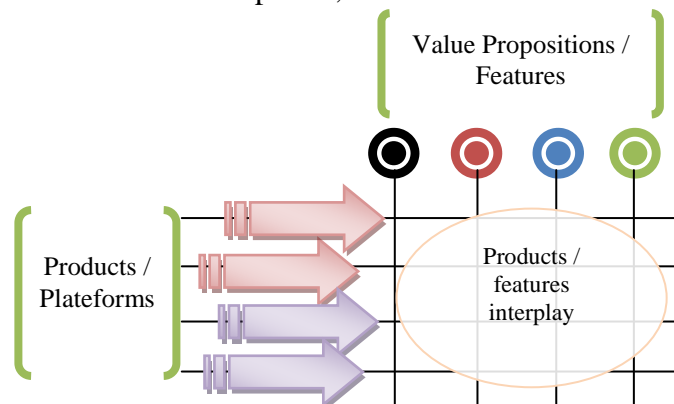 Value Propositions /
Features
Products /
Plateforms
Products /
features
interplay